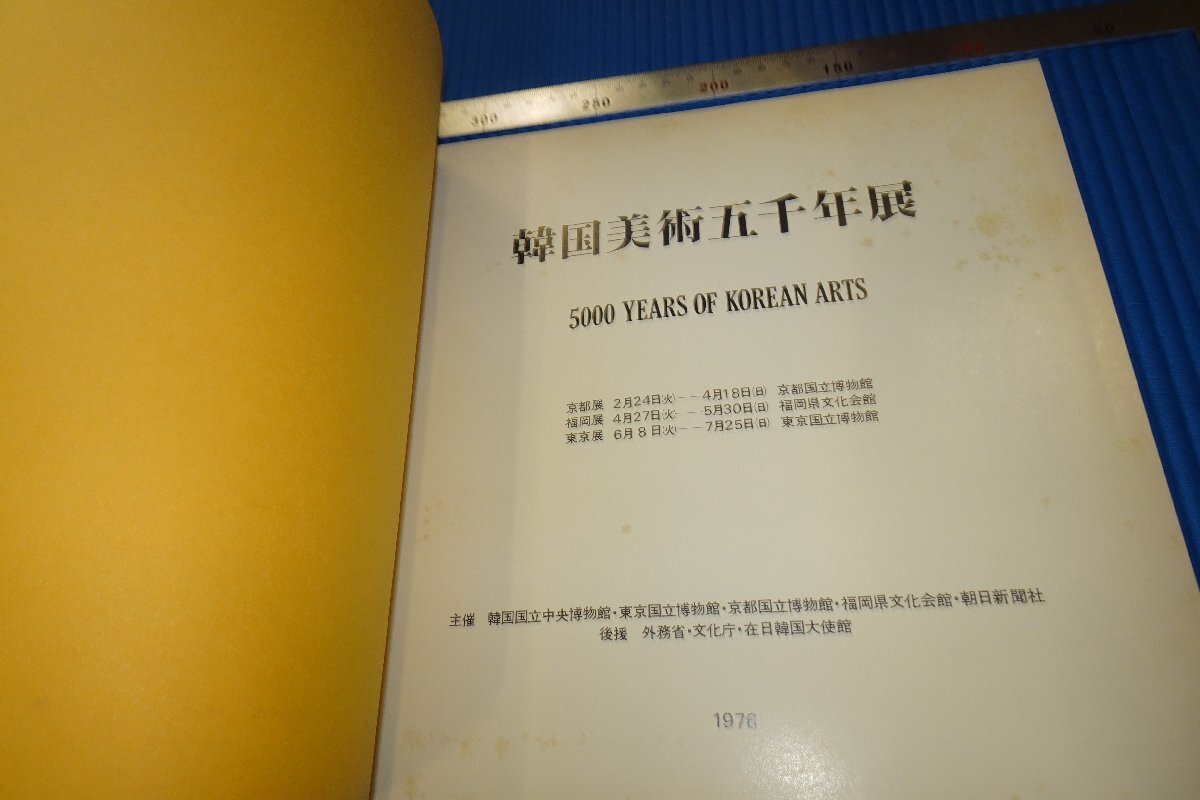 300 250 200 150 100 50
韓国美術五千年展
5000 YEARS OF KOREAN ARTS
京都展 2月24日(火)——4月18日(日) 京都国立博物館
福岡展 4月27日(火)——5月30日(日) 福岡県文化会館
東京展 6月8日(火)——7月25日(日) 東京国立博物館
主催 韓国国立中央博物館・東京国立博物館・京都国立博物館・福岡県文化会館・朝日新聞社
後援 外務省・文化庁・在日韓国大使館
1976